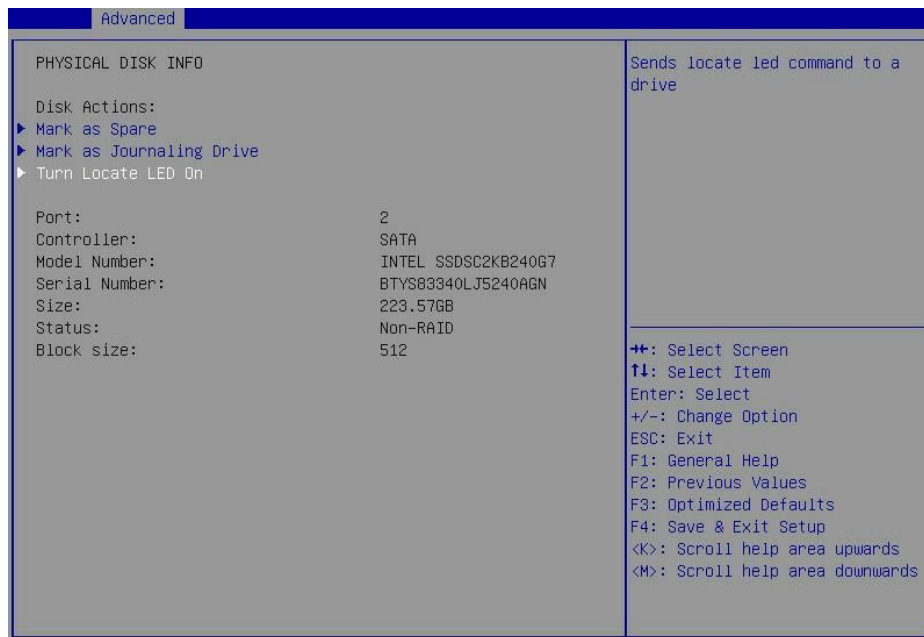 Advanced
PHYSICAL DISK INFO
Disk Actions:
Mark as Spare
Mark as Journaling Drive
Turn Locate LED On
Port: 2
Controller: SATA
Model Number: INTEL SSDSC2KB240G7
Serial Number: BTYS83340LJ5240AGN
Size: 223.57GB
Status: Non-RAID
Block size: 512
Sends locate led command to a
drive
→←: Select Screen
↑↓: Select Item
Enter: Select
+/-: Change Option
ESC: Exit
F1: General Help
F2: Previous Values
F3: Optimized Defaults
F4: Save & Exit Setup
<K>: Scroll help area upwards
<M>: Scroll help area downwards